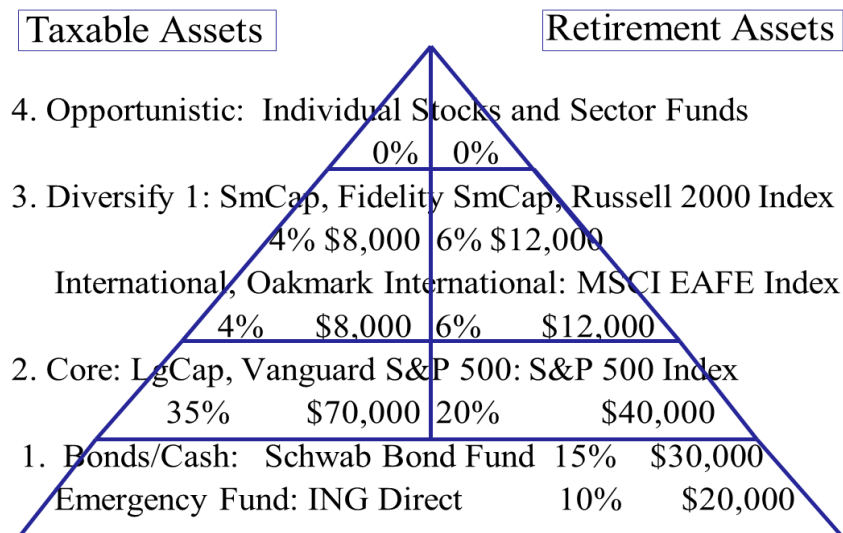 Taxable Assets Retirement Assets
4. Opportunistic: Individual Stocks and Sector Funds
0% 0%
3. Diversify 1: SmCap, Fidelity SmCap, Russell 2000 Index
4% $8,000 6% $12,000
International, Oakmark International: MSCI EAFE Index
4% $8,000 6% $12,000
2. Core: LgCap, Vanguard S&P 500: S&P 500 Index
35% $70,000 20% $40,000
1. Bonds/Cash: Schwab Bond Fund 15% $30,000
Emergency Fund: ING Direct 10% $20,000